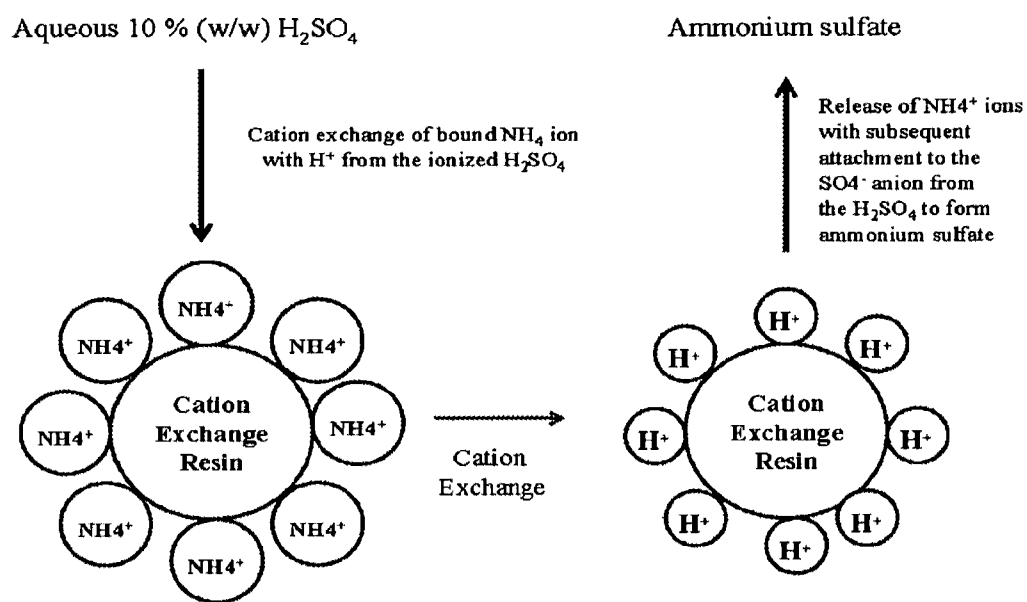 Aqueous 10 % (w/w) H₂SO₄
Cation exchange of bound NH₄ ion
with H⁺ from the ionized H₂SO₄
Ammonium sulfate
Release of NH4⁺ ions
with subsequent
attachment to the
SO4⁻ anion from
the H₂SO₄ to form
ammonium sulfate
NH4⁺
NH4⁺
NH4⁺
NH4⁺
NH4⁺
NH4⁺
NH4⁺
NH4⁺
Cation
Exchange
Resin
Cation
Exchange
H⁺
H⁺
H⁺
H⁺
H⁺
H⁺
H⁺
H⁺
Cation
Exchange
Resin